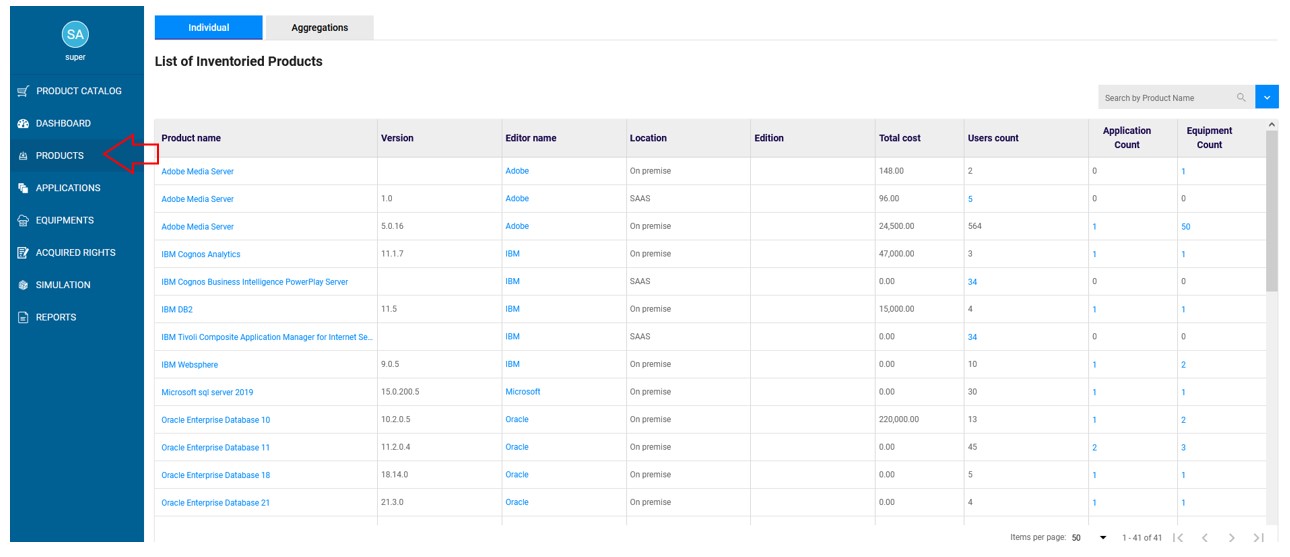 SA
super
PRODUCT CATALOG
DASHBOARD
PRODUCTS
APPLICATIONS
EQUIPMENTS
ACQUIRED RIGHTS
SIMULATION
REPORTS
Individual Aggregations
List of Inventoried Products
Search by Product Name
Product name Version Editor name Location Edition Total cost Users count Application Count Equipment Count
Adobe Media Server Adobe On premise 148.00 2 0 1
Adobe Media Server 1.0 Adobe SAAS 96.00 5 0 0
Adobe Media Server 5.0.16 Adobe On premise 24,500.00 564 1 50
IBM Cognos Analytics 11.1.7 IBM On premise 47,000.00 3 1 1
IBM Cognos Business Intelligence PowerPlay Server IBM SAAS 0.00 34 0 0
IBM DB2 11.5 IBM On premise 15,000.00 4 1 1
IBM Tivoli Composite Application Manager for Internet Se... IBM SAAS 0.00 34 0 0
IBM Websphere 9.0.5 IBM On premise 0.00 10 1 2
Microsoft sql server 2019 15.0.200.5 Microsoft On premise 0.00 30 1 1
Oracle Enterprise Database 10 10.2.0.5 Oracle On premise 220,000.00 13 1 2
Oracle Enterprise Database 11 11.2.0.4 Oracle On premise 0.00 45 2 3
Oracle Enterprise Database 18 18.14.0 Oracle On premise 0.00 5 1 1
Oracle Enterprise Database 21 21.3.0 Oracle On premise 0.00 4 1 1
Items per page: 50 1 - 41 of 41